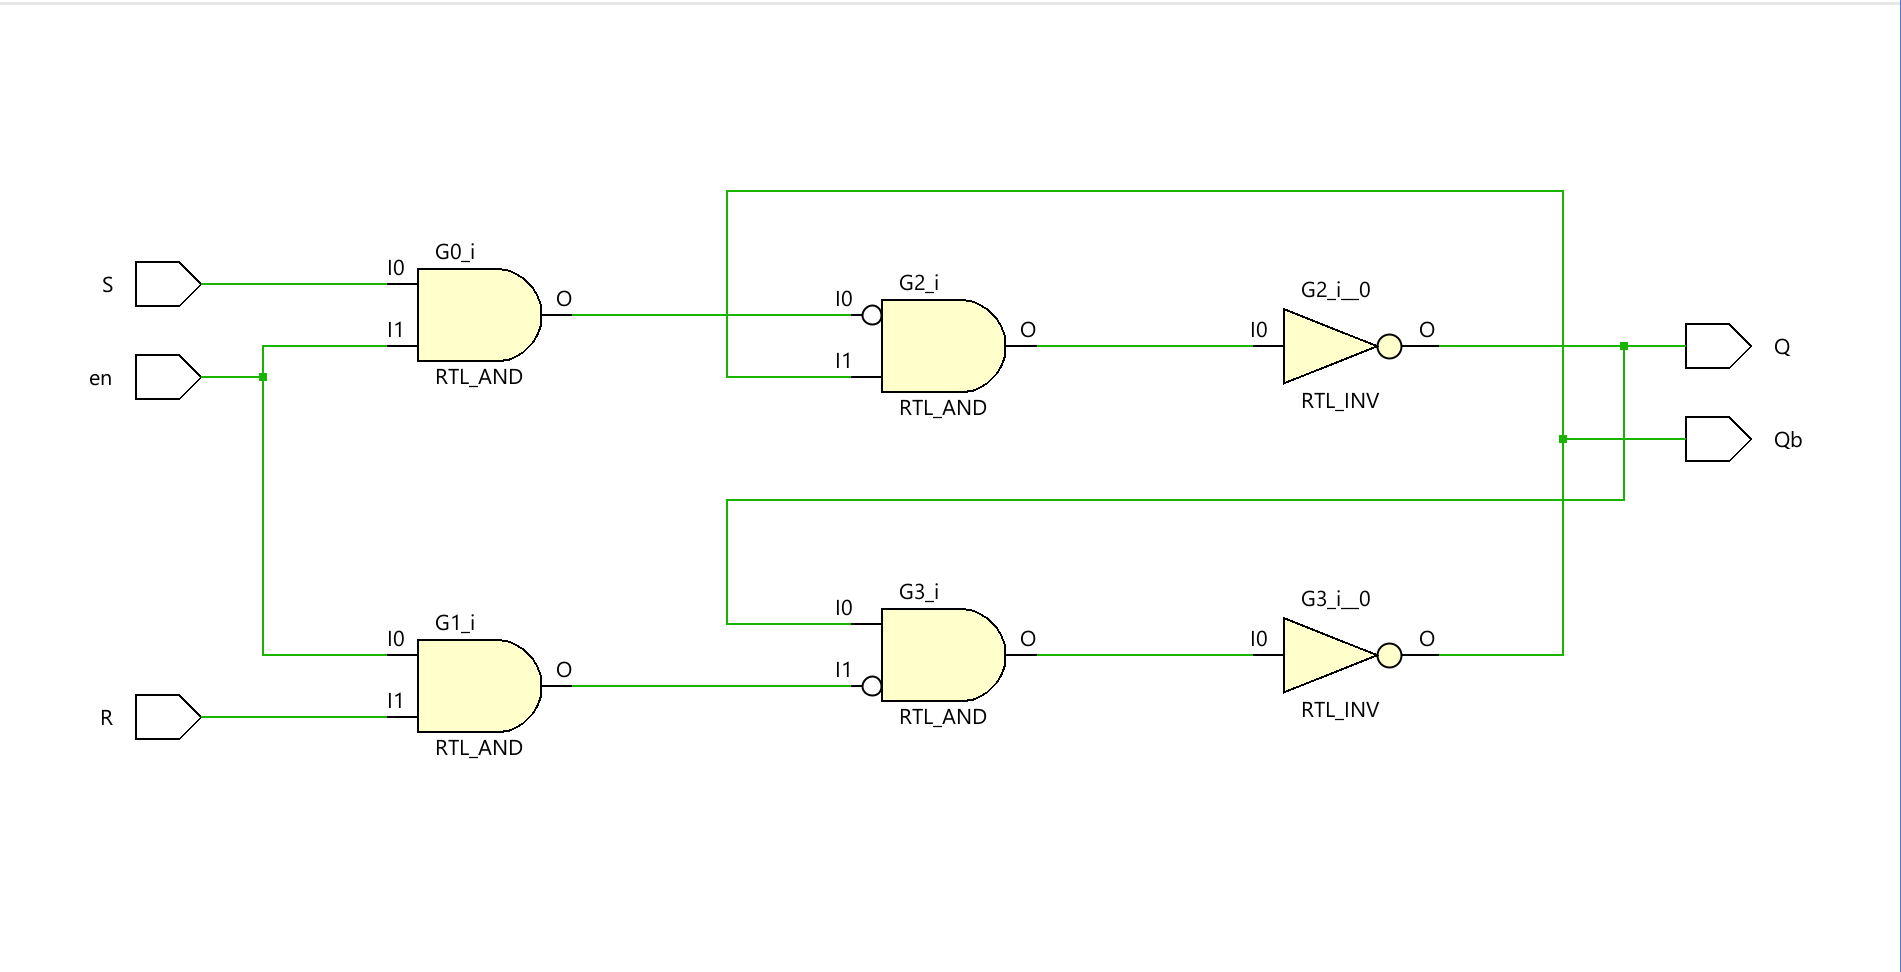 S
en
R
I0
I1
G0_i
O
RTL_AND
I0
I1
G1_i
O
RTL_AND
I0
I1
G2_i
O
RTL_AND
I0
I1
G3_i
O
RTL_AND
I0
G2_i__0
O
RTL_INV
I0
G3_i__0
O
RTL_INV
Q
Qb